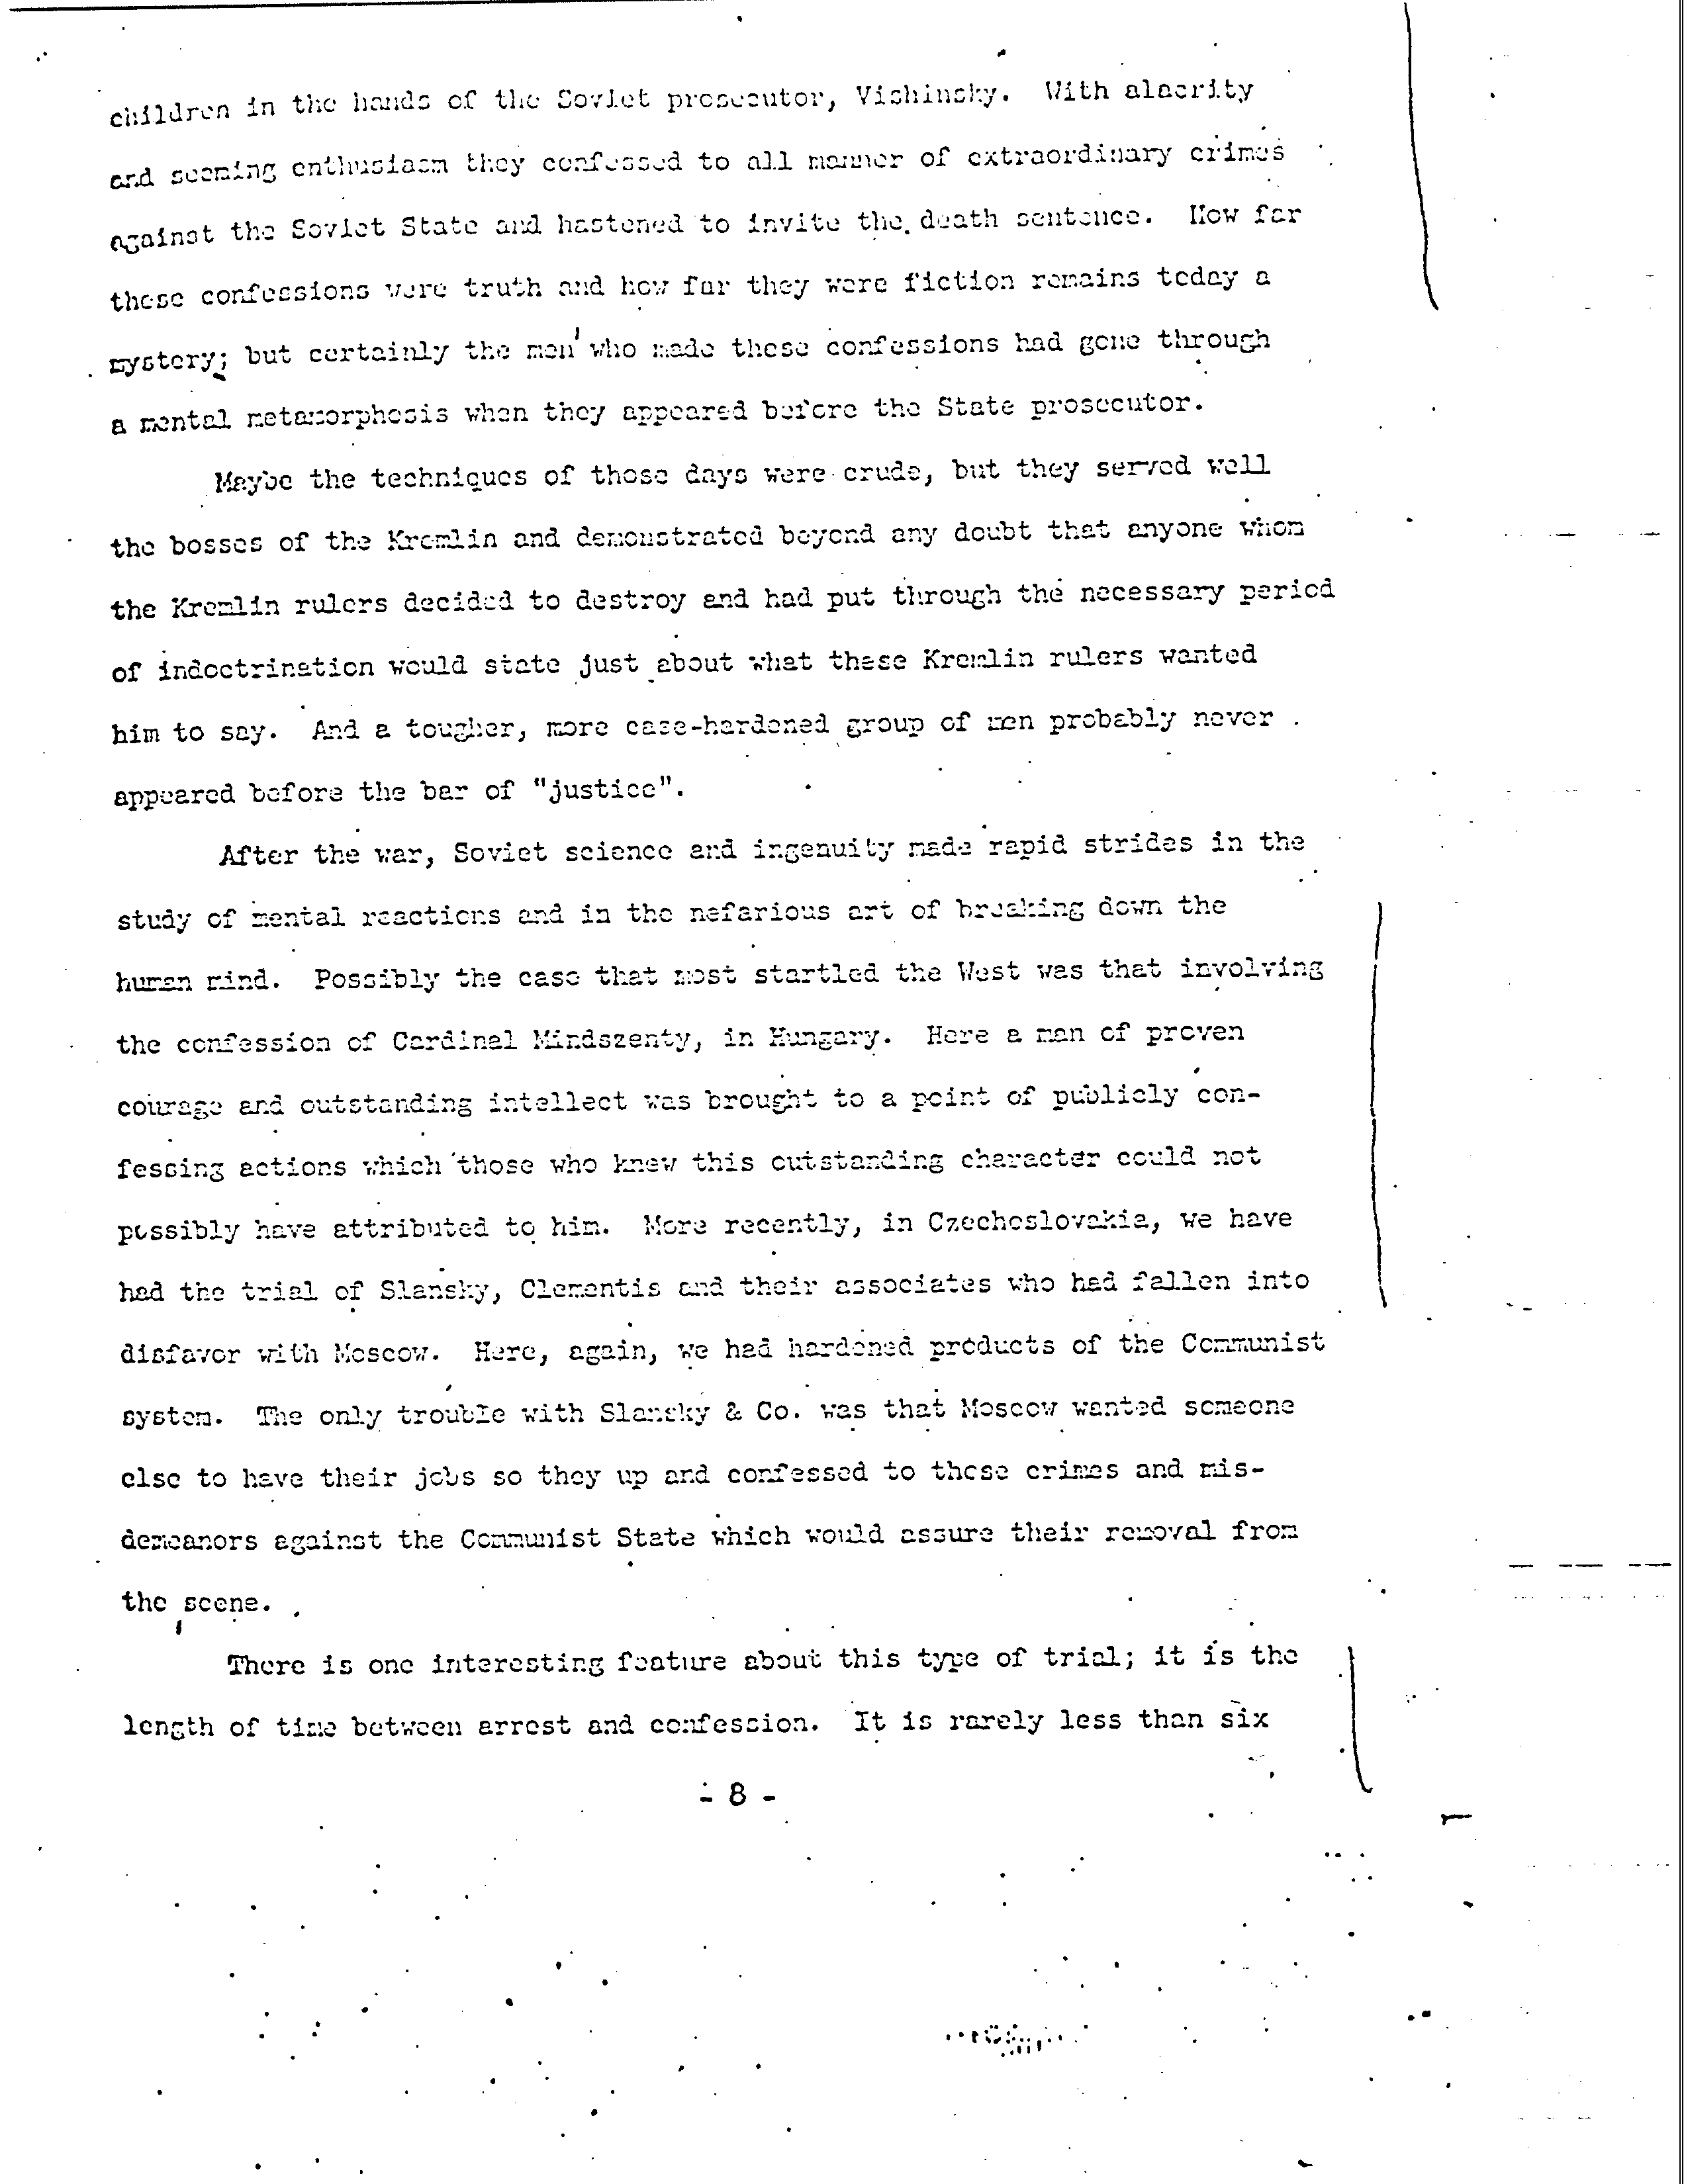 children in the hands of the Soviet prosecutor, Vishinsky. With alacrity
and seeming enthusiasm they confessed to all manner of extraordinary crimes
against the Soviet State and hastened to invite the death sentence. How far
these confessions were truth and how far they were fiction remains today a
mystery; but certainly the men who made these confessions had gone through
a mental metamorphosis when they appeared before the State prosecutor.
Maybe the techniques of those days were crude, but they served well
the bosses of the Kremlin and demonstrated beyond any doubt that anyone whom
the Kremlin rulers decided to destroy and had put through the necessary period
of indoctrination would state just about what these Kremlin rulers wanted
him to say. And a tougher, more case-hardened group of men probably never
appeared before the bar of "justice".
After the war, Soviet science and ingenuity made rapid strides in the
study of mental reactions and in the nefarious art of breaking down the
human mind. Possibly the case that most startled the West was that involving
the confession of Cardinal Mindszenty, in Hungary. Here a man of proven
courage and outstanding intellect was brought to a point of publicly con-
fessing actions which those who knew this outstanding character could not
possibly have attributed to him. More recently, in Czechoslovakia, we have
had the trial of Slansky, Clementis and their associates who had fallen into
disfavor with Moscow. Here, again, we had hardened products of the Communist
system. The only trouble with Slansky & Co. was that Moscow wanted someone
else to have their jobs so they up and confessed to those crimes and mis-
demeanors against the Communist State which would assure their removal from
the scene.
There is one interesting feature about this type of trial; it is the
length of time between arrest and confession. It is rarely less than six
- 8 -